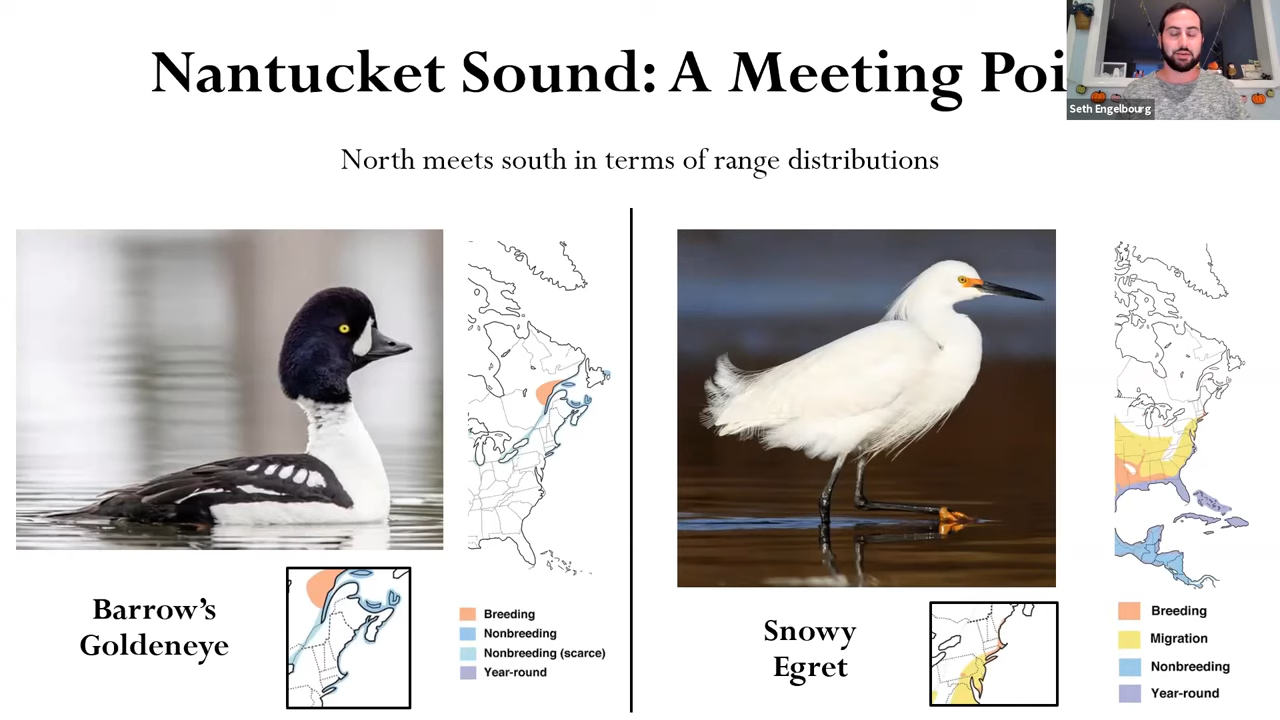 Nantucket Sound: A Meeting Poi
Seth Engelbourg
North meets south in terms of range distributions
Barrow's
Goldeneye
Breeding
Nonbreeding
Nonbreeding (scarce)
Year-round
Snowy
Egret
Breeding
Migration
Nonbreeding
Year-round